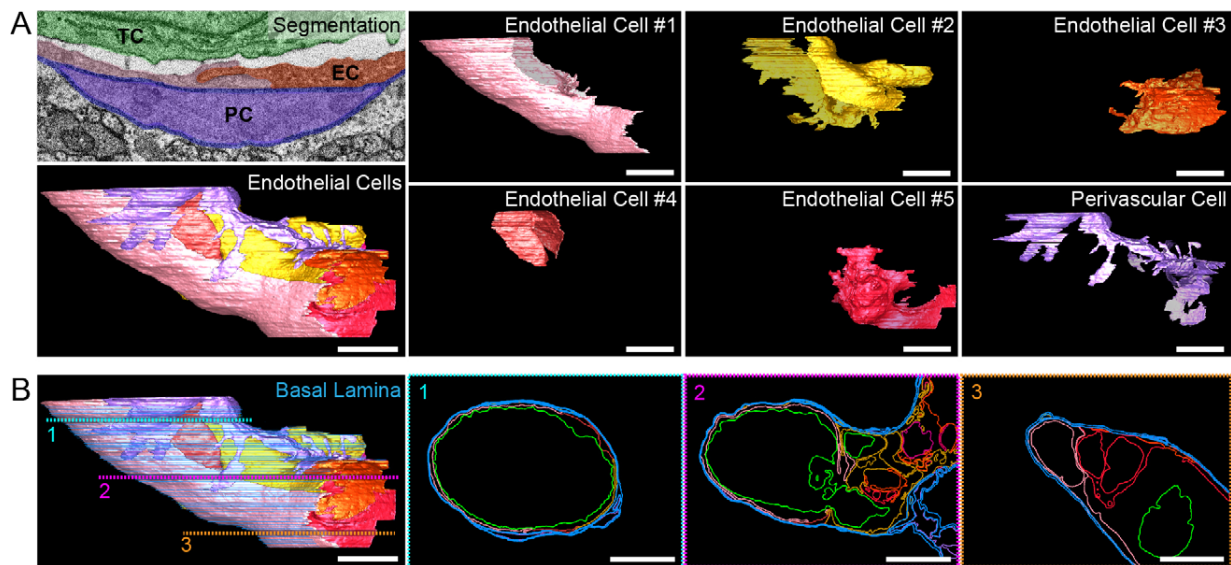 A
Segmentation
TC
EC
PC
Endothelial Cell #1
Endothelial Cell #2
Endothelial Cell #3
Endothelial Cells
Endothelial Cell #4
Endothelial Cell #5
Perivascular Cell
B
Basal Lamina
1
2
3
1
2
3